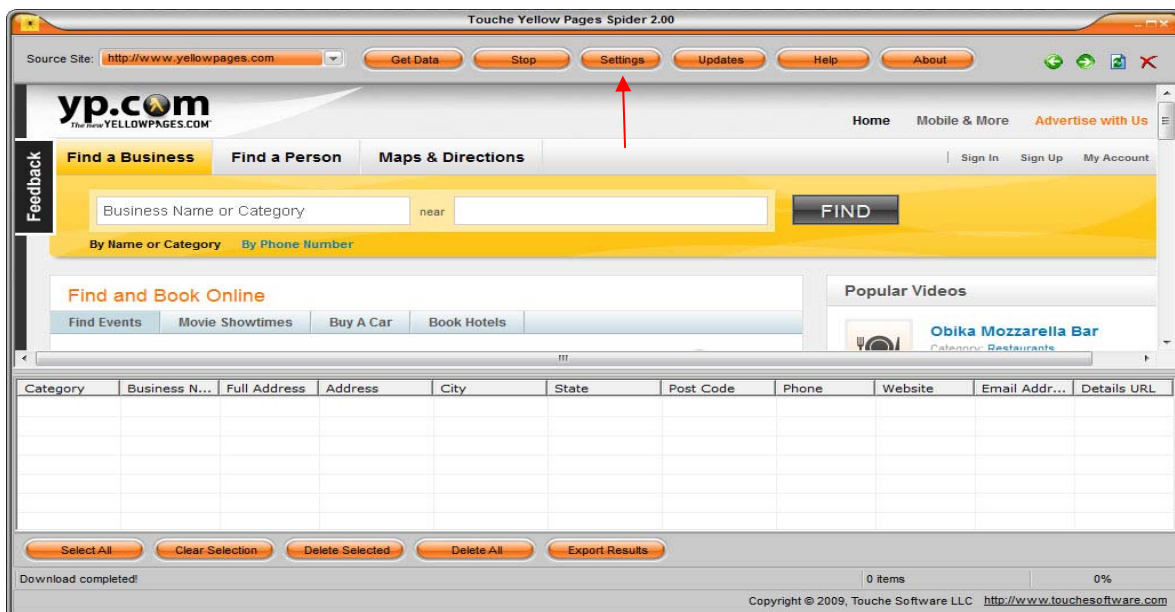 Touche Yellow Pages Spider 2.00
Source Site: http://www.yellowpages.com Get Data Stop Settings Updates Help About
yp.com
The new YELLOWPAGES.COM
Home Mobile & More Advertise with Us
Feedback
Find a Business Find a Person Maps & Directions
Sign In Sign Up My Account
Business Name or Category near FIND
By Name or Category By Phone Number
Find and Book Online
Find Events Movie Showtimes Buy A Car Book Hotels
Popular Videos
Obika Mozzarella Bar
Category: Restaurants
Category Business N... Full Address Address City State Post Code Phone Website Email Addr... Details URL
Select All Clear Selection Delete Selected Delete All Export Results
Download completed! 0 items 0%
Copyright © 2009, Touche Software LLC http://www.touchesoftware.com